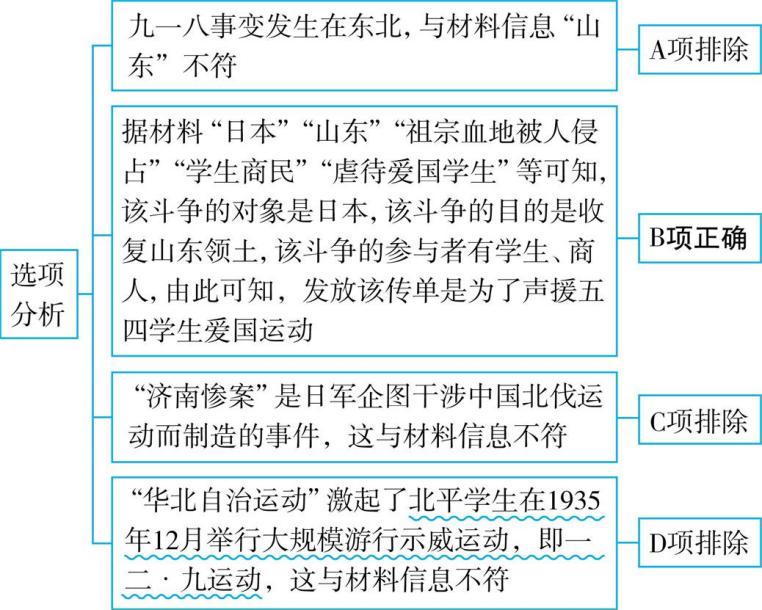 选项
分析
九一八事变发生在东北,与材料信息“山
东”不符
A项排除
据材料“日本”“山东”“祖宗血地被人侵
占”“学生商民”“虐待爱国学生”等可知,
该斗争的对象是日本,该斗争的目的是收
复山东领土,该斗争的参与者有学生、商
人,由此可知,发放该传单是为了声援五
四学生爱国运动
B项正确
“济南惨案”是日军企图干涉中国北伐运
动而制造的事件,这与材料信息不符
C项排除
“华北自治运动”激起了北平学生在1935
年12月举行大规模游行示威运动,即一
二·九运动,这与材料信息不符
D项排除